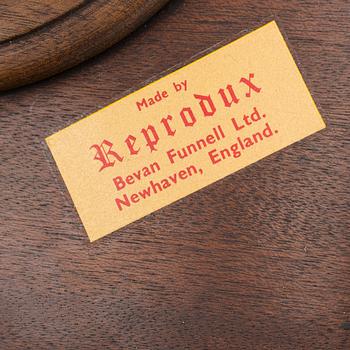 Made by
Reprodux
Bevan Funnell Ltd.
Newhaven, England.